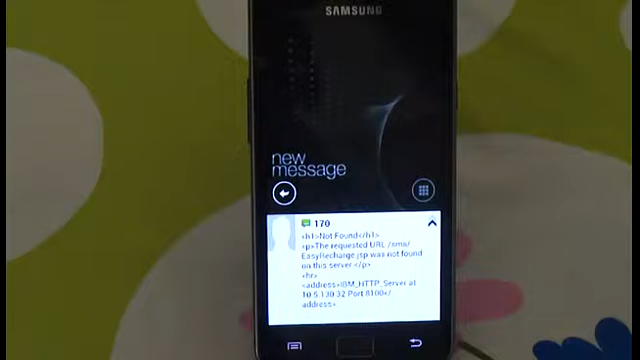 SAMSUNG
new
message
170
<h1>Not Found</h1>
<p>The requested URL /sms/
EasyRecharge.jsp was not found
on this server.</p>
<hr>
<address>IBM_HTTP_Server at
10.5.130.32 Port 8100</
address>